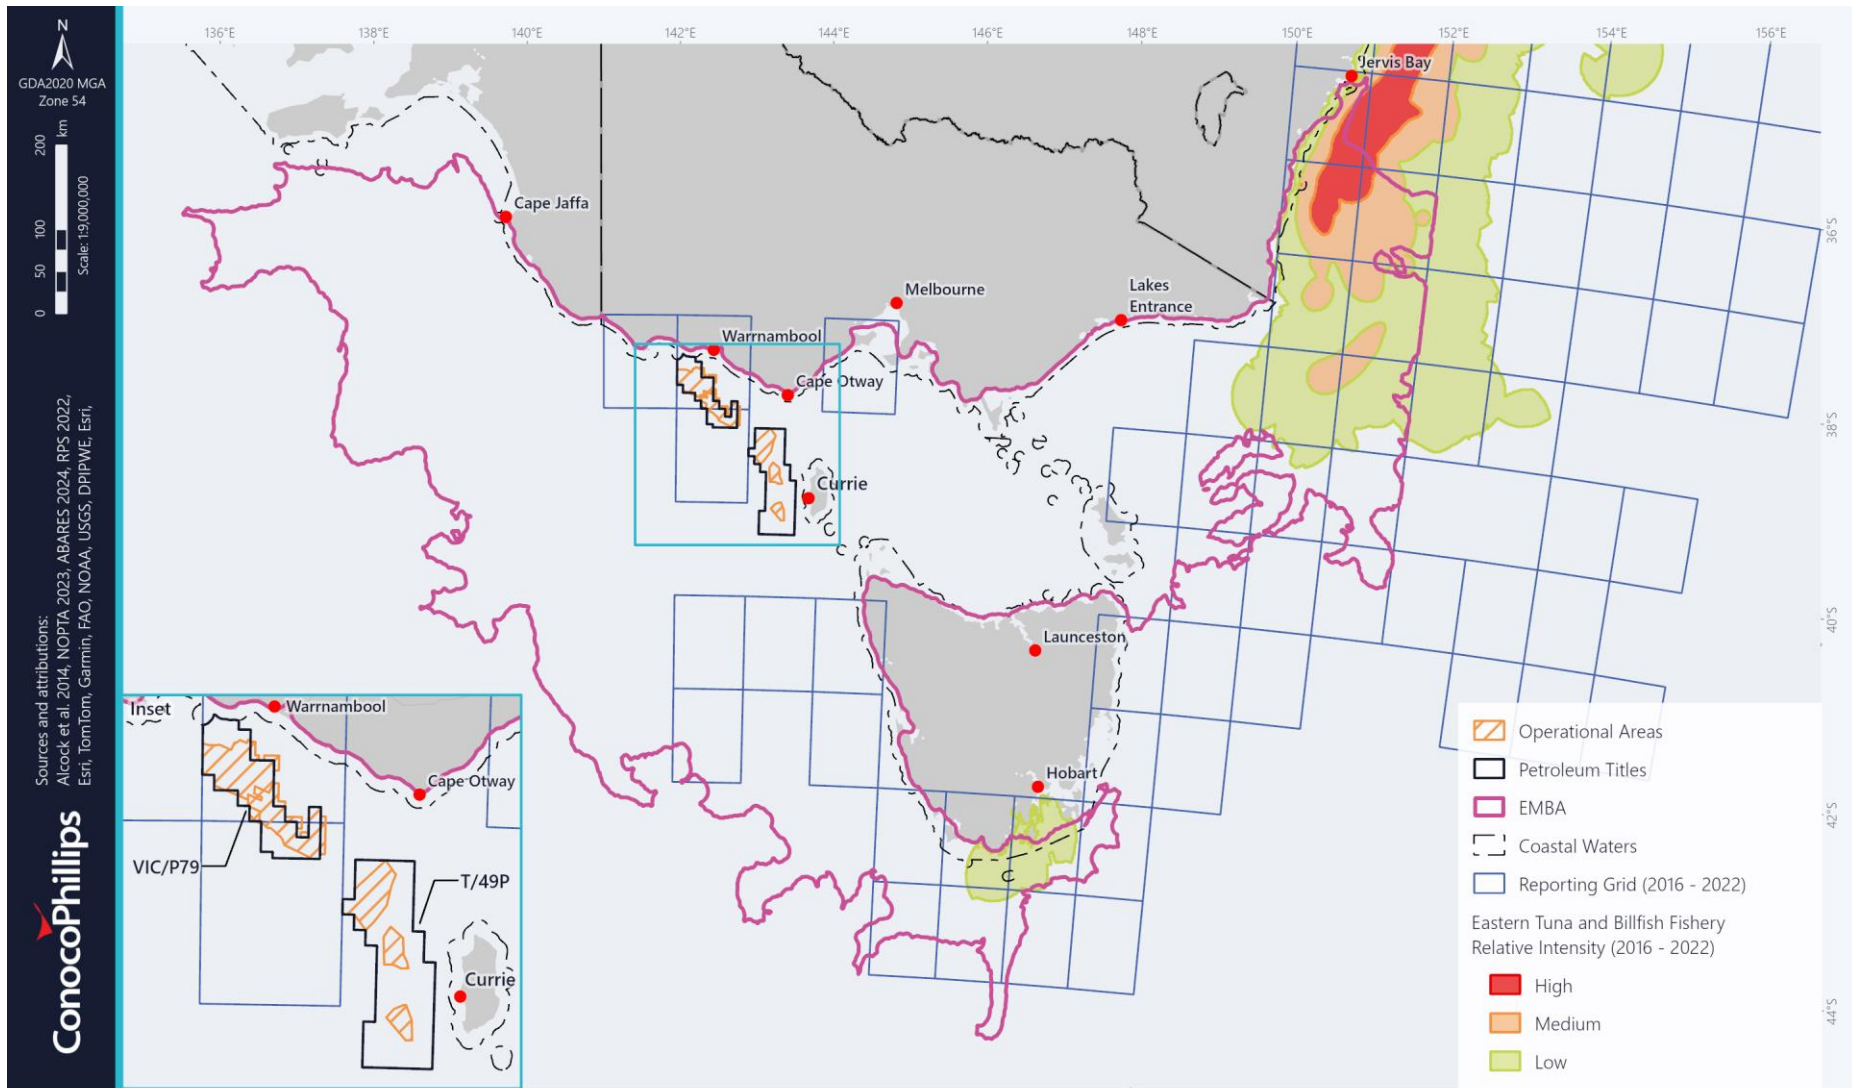 N
GDA2020 MGA
Zone 54
0 50 100 200
km
Scale: 1:9,000,000
Sources and attributions:
Alcock et al. 2014, NOPTA 2023, ABARES 2024, RPS 2022,
Esri, TomTom, Garmin, FAO, NOAA, USGS, DPIPWE, Esri,
ConocoPhillips
136°E 138°E 140°E 142°E 144°E 146°E 148°E 150°E 152°E 154°E 156°E
Jervis Bay
Cape Jaffa
36°S
Melbourne
Lakes
Entrance
Warrnambool
Cape Otway
38°S
Currie
40°S
Launceston
Hobart
42°S
44°S
Inset
Warrnambool
Cape Otway
VIC/P79
T/49P
Currie
Operational Areas
Petroleum Titles
EMBA
Coastal Waters
Reporting Grid (2016 - 2022)
Eastern Tuna and Billfish Fishery
Relative Intensity (2016 - 2022)
High
Medium
Low